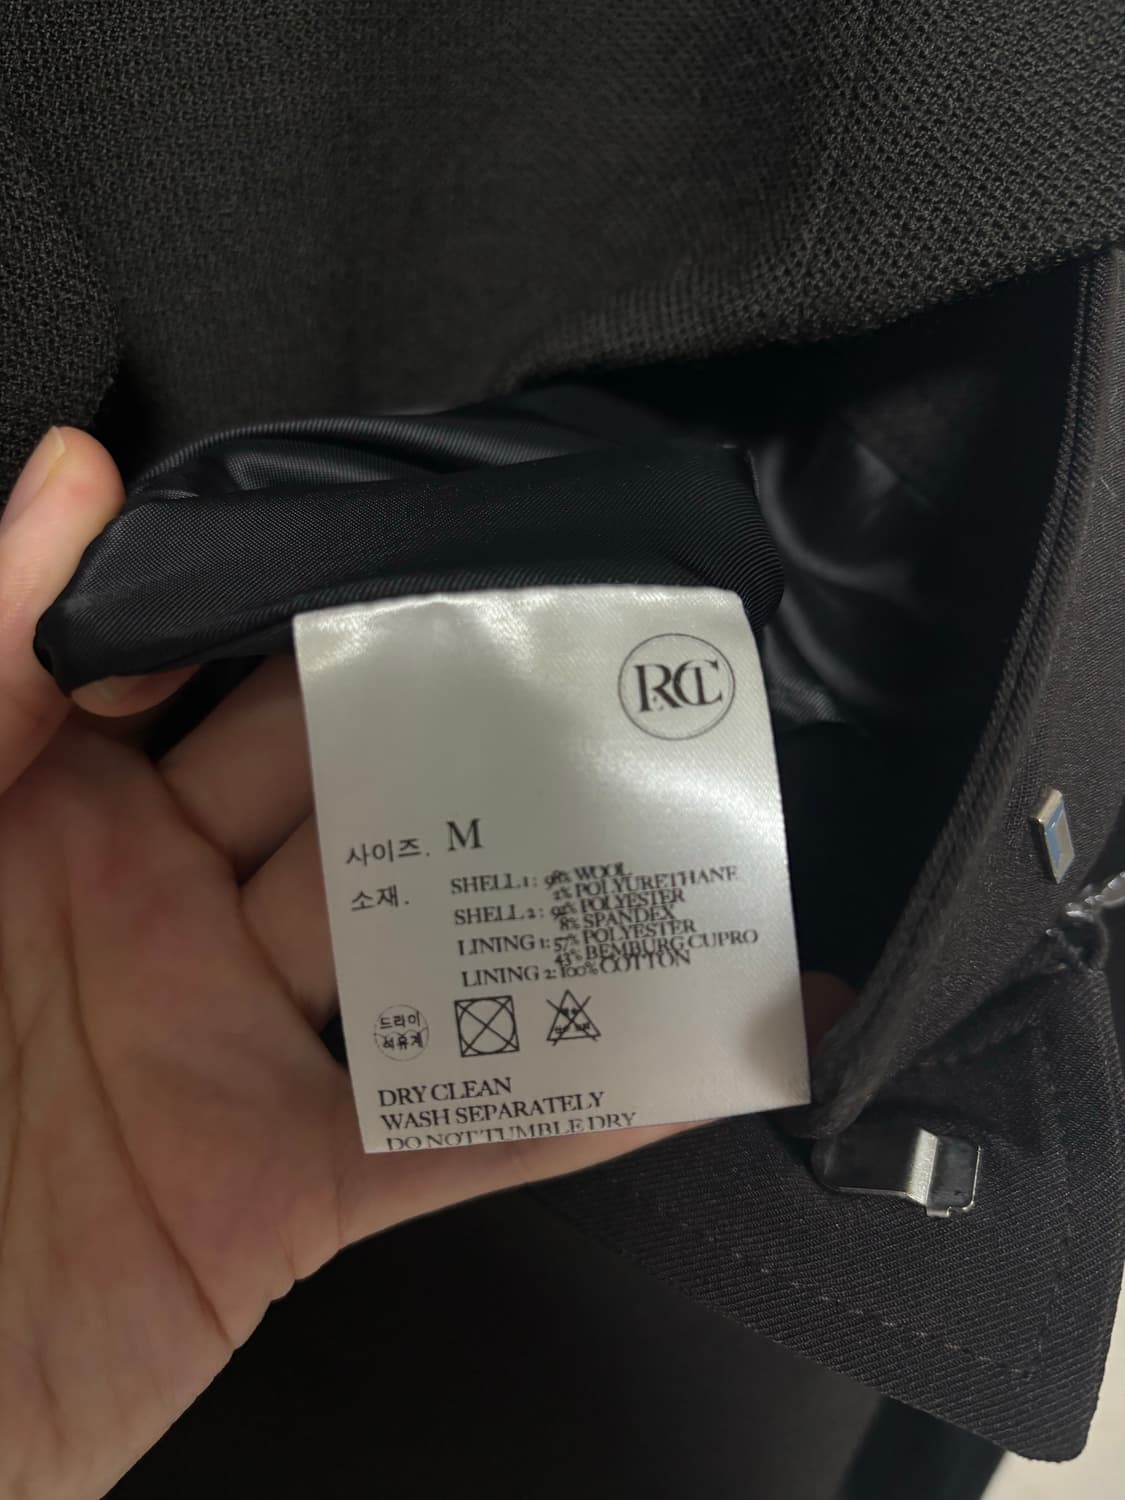 RCT
사이즈. M
소재. SHELL 1: 98% WOOL
2% POLYURETHANE
SHELL 2: 92% POLYESTER
8% SPANDEX
LINING 1: 57% POLYESTER
43% BEMBURG CUPRO
LINING 2: 100% COTTON
드라이
석유계
DRY CLEAN
WASH SEPARATELY
DO NOT TUMBLE DRY